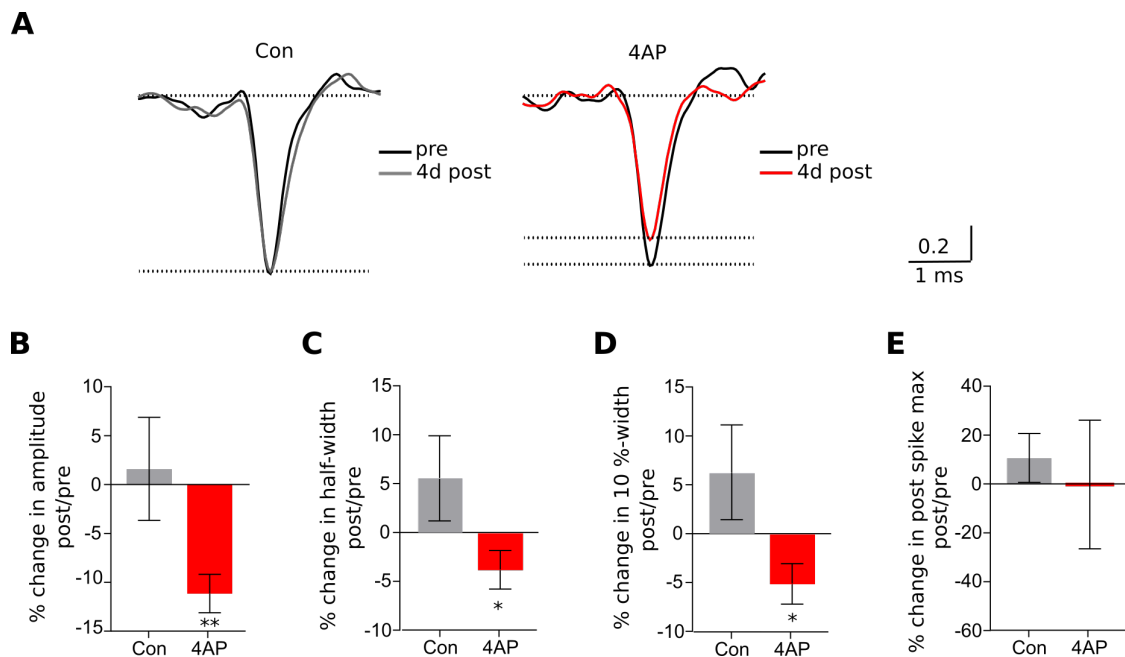 A
Con
4AP
pre
4d post
pre
4d post
0.2
1 ms
B
% change in amplitude
post/pre
10
5
0
-5
-10
-15
**
Con 4AP
C
% change in half-width
post/pre
15
10
5
0
-5
-10
*
Con 4AP
D
% change in 10 %-width
post/pre
15
10
5
0
-5
-10
*
Con 4AP
E
% change in post spike max
post/pre
40
20
0
-20
-40
-60
Con 4AP